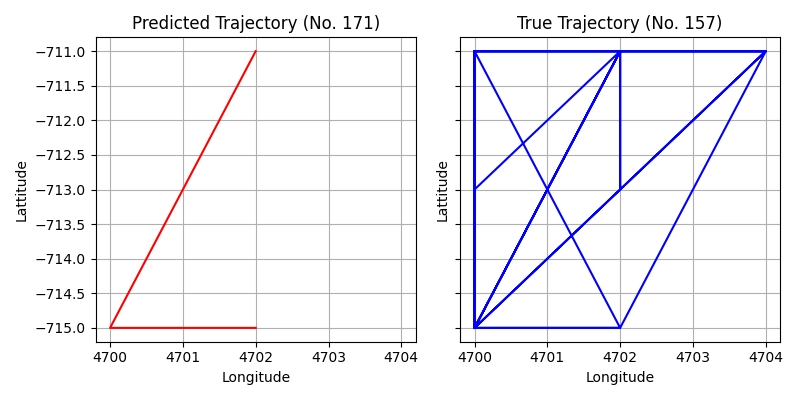 Predicted Trajectory (No. 171)
−711.0
−711.5
−712.0
−712.5
−713.0
−713.5
−714.0
−714.5
−715.0
Lattitude
4700 4701 4702 4703 4704
Longitude
True Trajectory (No. 157)
Lattitude
4700 4701 4702 4703 4704
Longitude